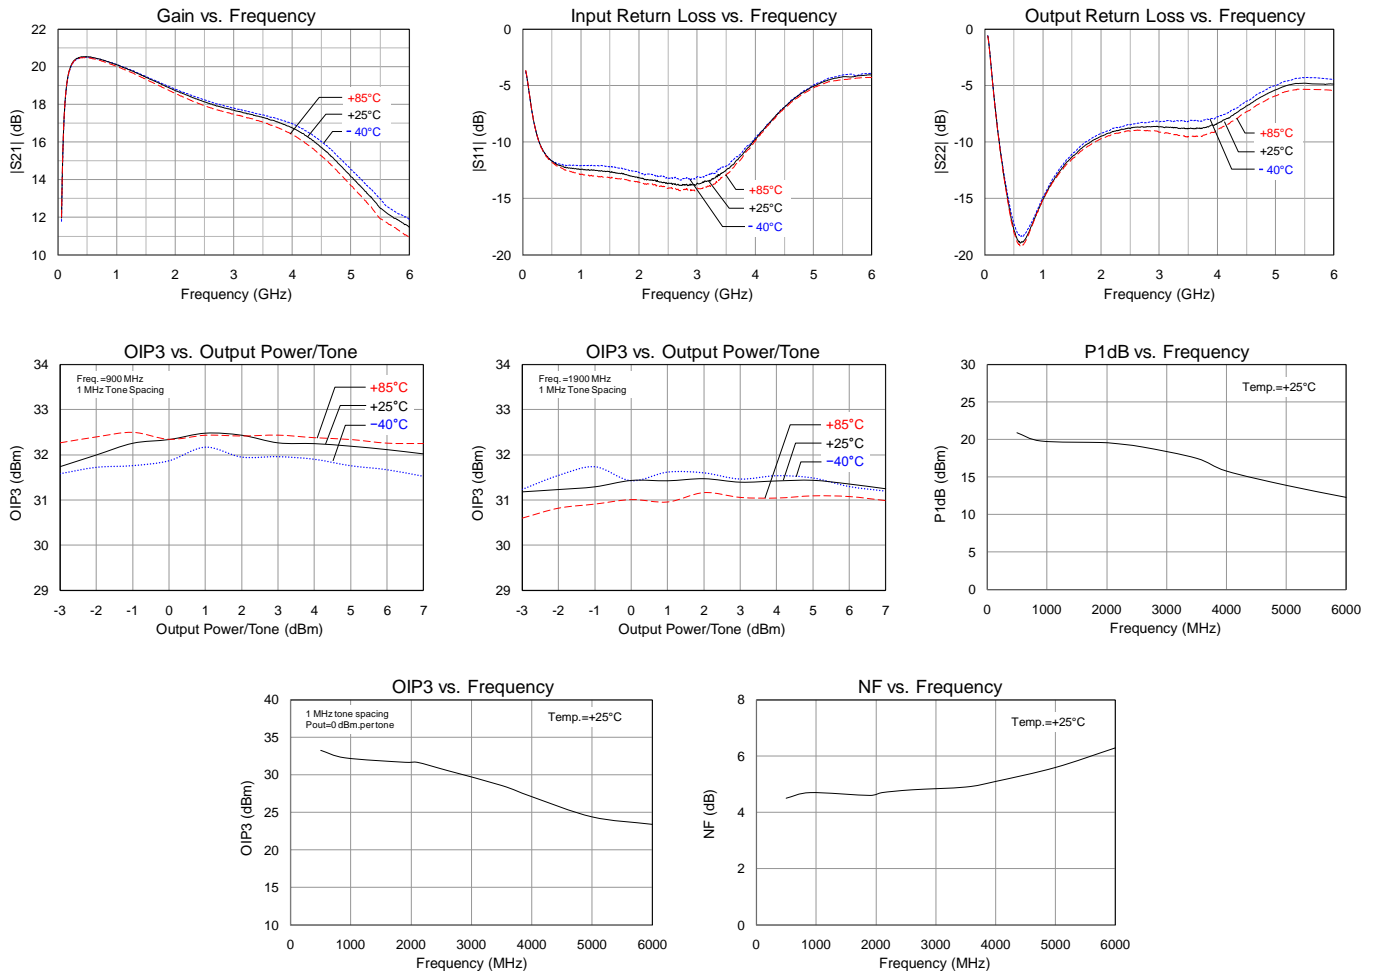 Gain vs. Frequency
|S21| (dB)
22
20
18
16
14
12
10
+85°C
+25°C
- 40°C
0 1 2 3 4 5 6
Frequency (GHz)
Input Return Loss vs. Frequency
|S11| (dB)
0
-5
-10
-15
-20
+85°C
+25°C
- 40°C
0 1 2 3 4 5 6
Frequency (GHz)
Output Return Loss vs. Frequency
|S22| (dB)
0
-5
-10
-15
-20
+85°C
+25°C
- 40°C
0 1 2 3 4 5 6
Frequency (GHz)
OIP3 vs. Output Power/Tone
OIP3 (dBm)
34
33
32
31
30
29
Freq.=900 MHz
1 MHz Tone Spacing
+85°C
+25°C
−40°C
-3 -2 -1 0 1 2 3 4 5 6 7
Output Power/Tone (dBm)
OIP3 vs. Output Power/Tone
OIP3 (dBm)
34
33
32
31
30
29
Freq.=1900 MHz
1 MHz Tone Spacing
+85°C
+25°C
−40°C
-3 -2 -1 0 1 2 3 4 5 6 7
Output Power/Tone (dBm)
P1dB vs. Frequency
P1dB (dBm)
30
25
20
15
10
5
0
Temp.=+25°C
0 1000 2000 3000 4000 5000 6000
Frequency (MHz)
OIP3 vs. Frequency
OIP3 (dBm)
40
35
30
25
20
15
10
1 MHz tone spacing
Pout=0 dBm.per tone
Temp.=+25°C
0 1000 2000 3000 4000 5000 6000
Frequency (MHz)
NF vs. Frequency
NF (dB)
8
6
4
2
0
Temp.=+25°C
0 1000 2000 3000 4000 5000 6000
Frequency (MHz)